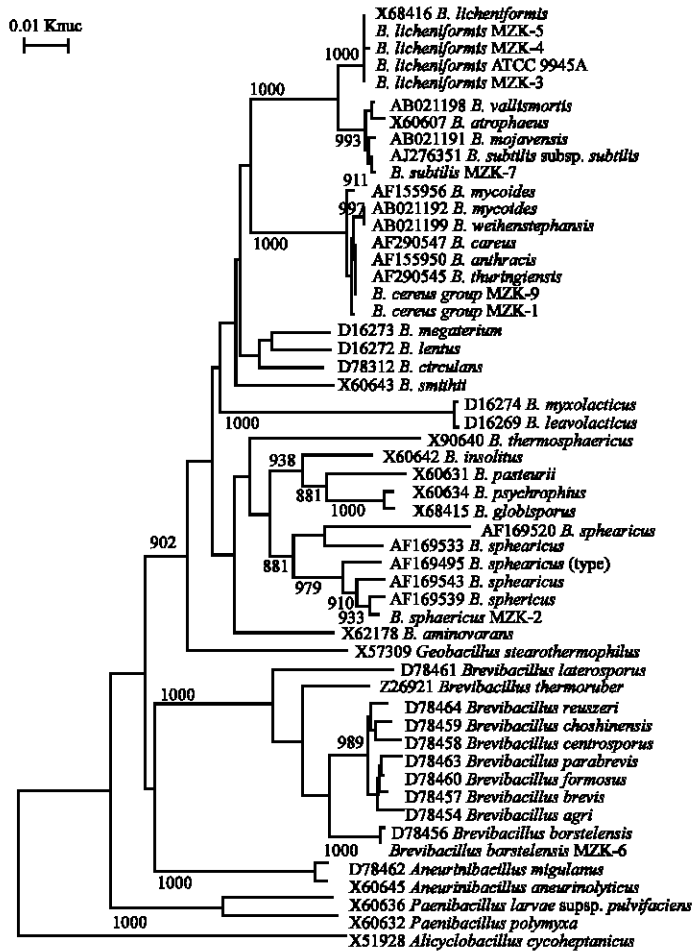 0.01 Knuc
X68416 B. licheniformis
B. licheniformis MZK-5
1000
B. licheniformis MZK-4
B. licheniformis ATCC 9945A
B. licheniformis MZK-3
1000
AB021198 B. vallismortis
X60607 B. atrophaeus
993
AB021191 B. mojavensis
AJ276351 B. subtilis subsp. subtilis
B. subtilis MZK-7
911
AF155956 B. mycoides
997
AB021192 B. mycoides
AB021199 B. weihenstephansis
1000
AF290547 B. careus
AF155950 B. anthracis
AF290545 B. thuringiensis
B. cereus group MZK-9
B. cereus group MZK-1
D16273 B. megaterium
D16272 B. lentus
D78312 B. circulans
X60643 B. smithii
D16274 B. myxolacticus
1000
D16269 B. leavolacticus
X90640 B. thermosphaericus
938
X60642 B. insolitus
X60631 B. pasteurii
881
X60634 B. psychrophius
1000
X68415 B. globisporus
AF169520 B. sphearicus
902
AF169533 B. sphearicus
881
AF169495 B. sphearicus (type)
979
AF169543 B. sphearicus
910
AF169539 B. sphericus
933
B. sphaericus MZK-2
X62178 B. aminovorans
X57309 Geobacillus stearothermophilus
D78461 Brevibacillus laterosporus
1000
Z26921 Brevibacillus thermoruber
D78464 Brevibacillus reuszeri
D78459 Brevibacillus choshinensis
989
D78458 Brevibacillus centrosporus
D78463 Brevibacillus parabrevis
D78460 Brevibacillus formosus
D78457 Brevibacillus brevis
D78454 Brevibacillus agri
D78456 Brevibacillus borstelensis
1000
Brevibacillus barstelensis MZK-6
D78462 Aneurinibacillus migulanus
1000
X60645 Aneurinibacillus aneurinolyticus
X60636 Paenibacillus larvae supsp. pulvifaciens
1000
X60632 Paenibacillus polymyxa
X51928 Alicyclobacillus cycoheptanicus